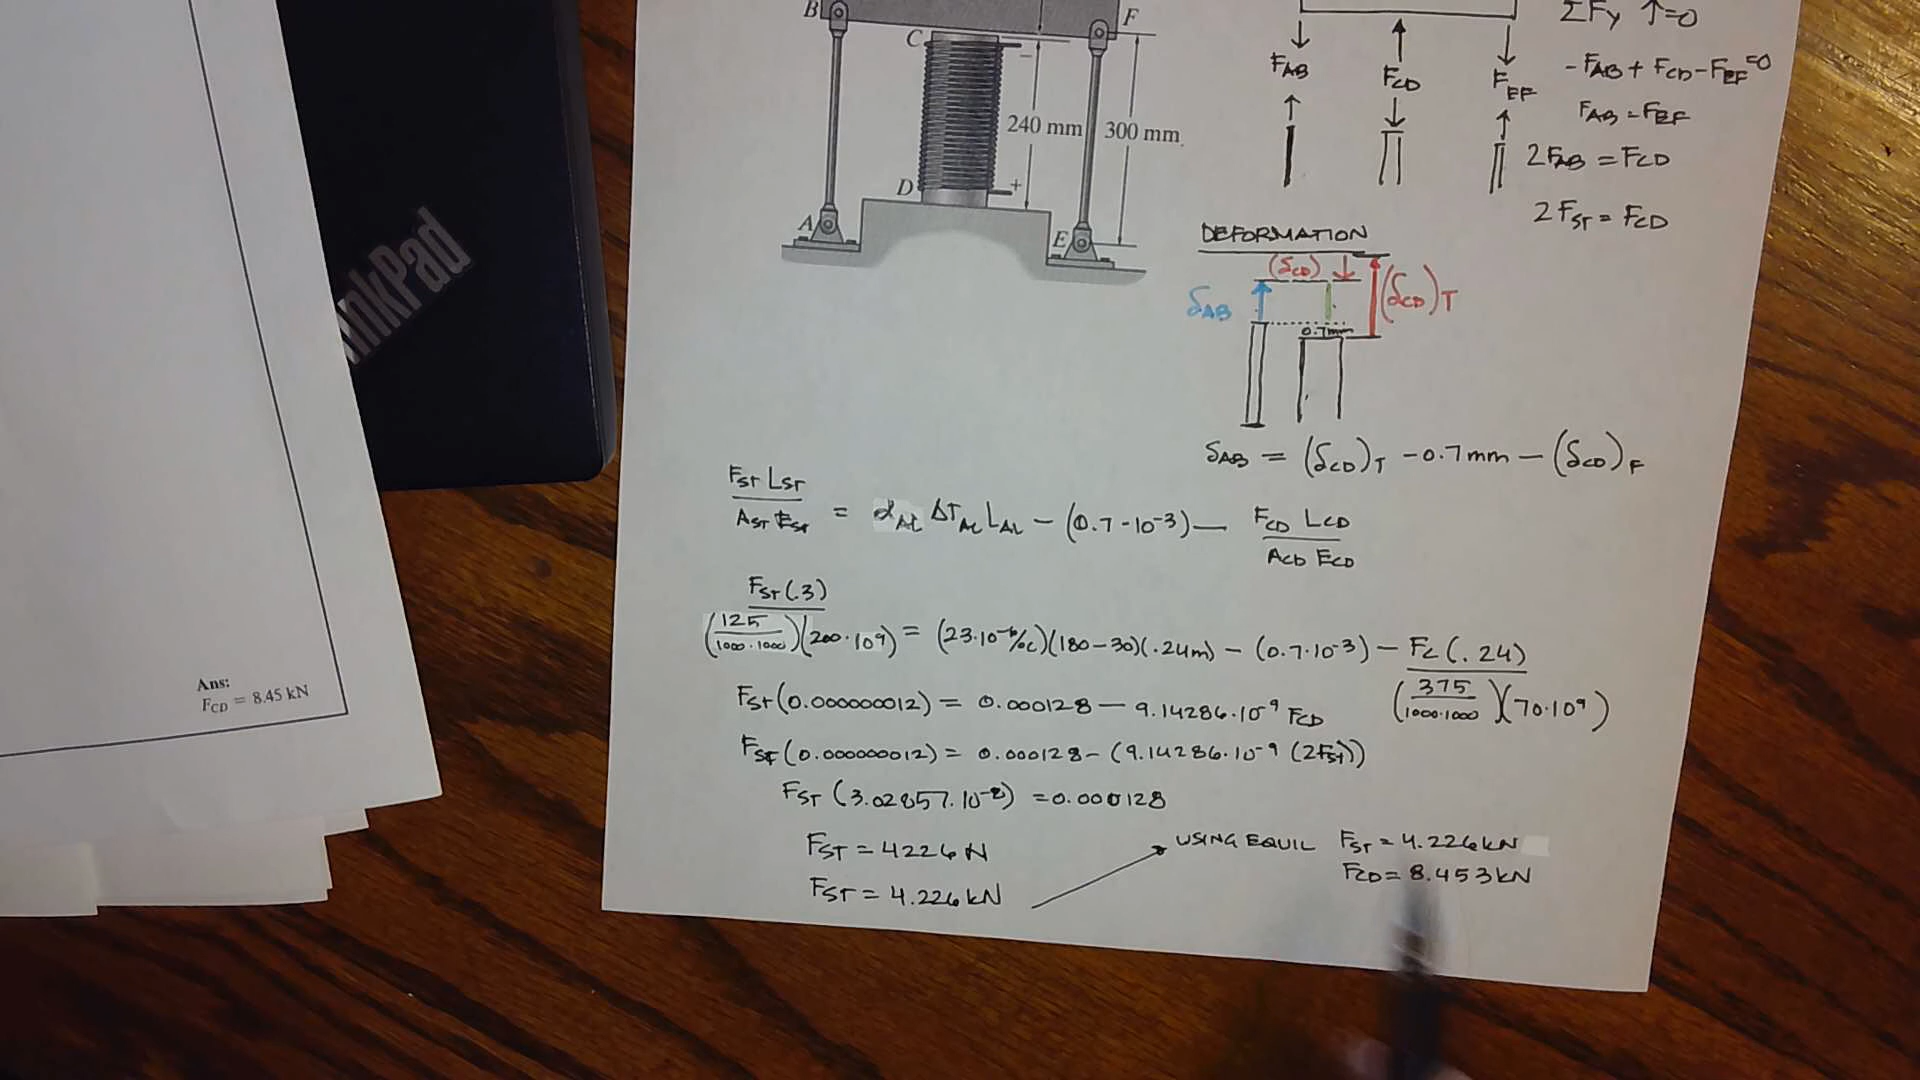 B
F
C
240 mm
300 mm
D
+
A
E
ΣFy ↑=0
FAB
FCD
FEF
-FAB + FCD - FEF =0
FAB = FEF
2FAB = FCD
2FST = FCD
DEFORMATION
(δCD)
δAB
(δCD)T
0.7mm
δAB = (δCD)T - 0.7mm - (δCD)F
FST LST / AST EST = αAL ΔTAL LAL - (0.7·10-3) - FCD LCD / ACD ECD
FST(.3) / (125/1000·1000)(200·10⁹) = (23·10-6/°C)(180-30)(.24m) - (0.7·10-3) - FC(.24) / (375/1000·1000)(70·10⁹)
FST(0.000000012) = 0.000128 - 9.14286·10-9 FCD
FST(0.000000012) = 0.000128 - (9.14286·10-9 (2FST))
FST (3.02857·10-8) = 0.000128
FST = 4226 N
FST = 4.226 kN
USING EQUIL FST = 4.226 kN
FCD = 8.453 kN
Ans:
FCD = 8.45 kN
inkPad